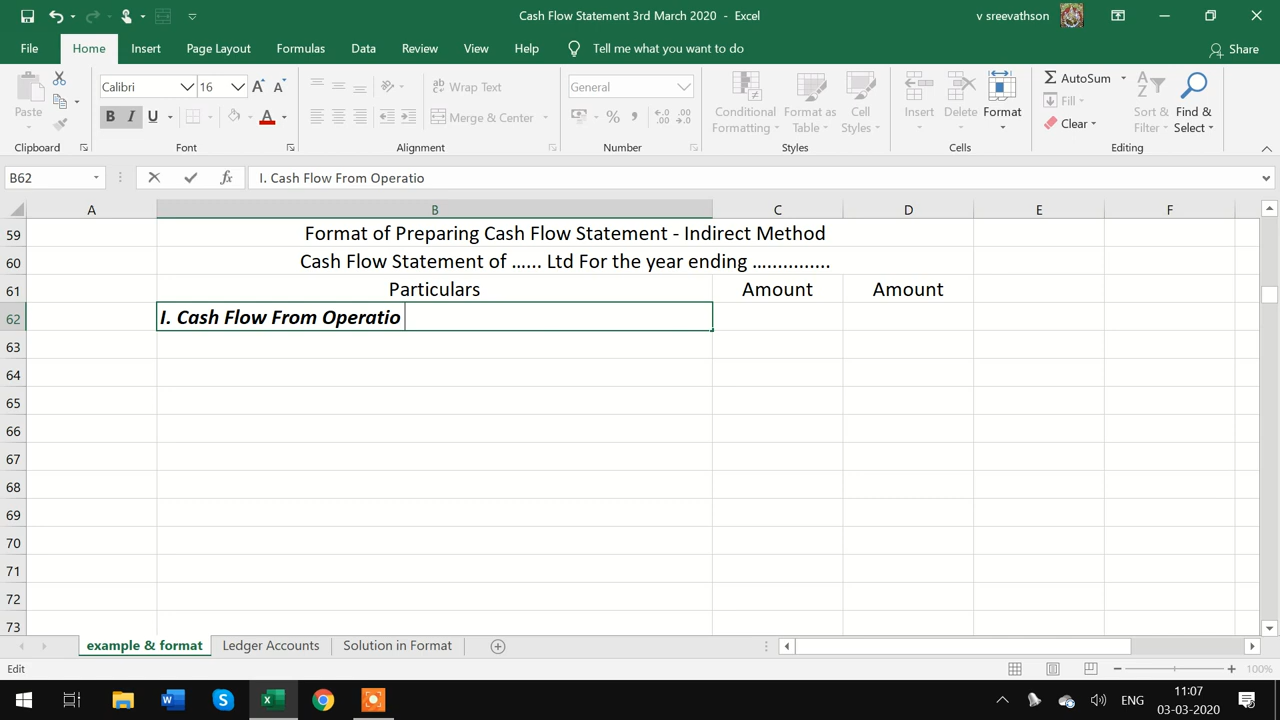 Cash Flow Statement 3rd March 2020 - Excel
v sreevathson
File Home Insert Page Layout Formulas Data Review View Help Tell me what you want to do Share
Paste
Clipboard
Calibri 16
B I U
Font
Wrap Text
Merge & Center
Alignment
General
%
Number
Conditional Formatting
Format as Table
Cell Styles
Styles
Insert Delete Format
Cells
AutoSum
Fill
Clear
Sort & Filter
Find & Select
Editing
B62 fx I. Cash Flow From Operatio
A B C D E F
59 Format of Preparing Cash Flow Statement - Indirect Method
60 Cash Flow Statement of …... Ltd For the year ending …............
61 Particulars Amount Amount
62 I. Cash Flow From Operatio
63
64
65
66
67
68
69
70
71
72
73
example & format Ledger Accounts Solution in Format
Edit 100%
ENG 11:07
03-03-2020